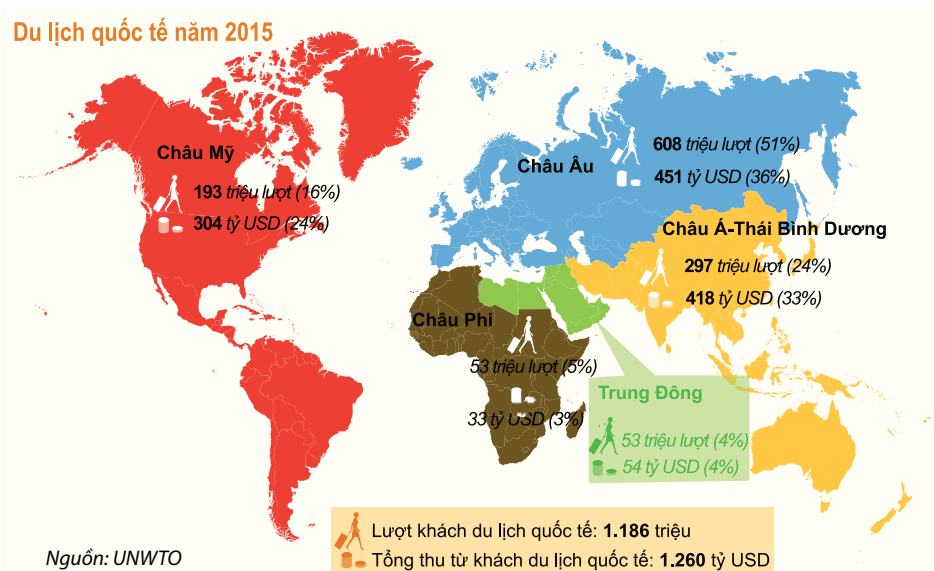 Du lịch quốc tế năm 2015
Châu Mỹ
193 triệu lượt (16%)
304 tỷ USD (24%)
Châu Âu
608 triệu lượt (51%)
451 tỷ USD (36%)
Châu Á-Thái Bình Dương
297 triệu lượt (24%)
418 tỷ USD (33%)
Châu Phi
53 triệu lượt (5%)
33 tỷ USD (3%)
Trung Đông
53 triệu lượt (4%)
54 tỷ USD (4%)
Lượt khách du lịch quốc tế: 1.186 triệu
Tổng thu từ khách du lịch quốc tế: 1.260 tỷ USD
Nguồn: UNWTO